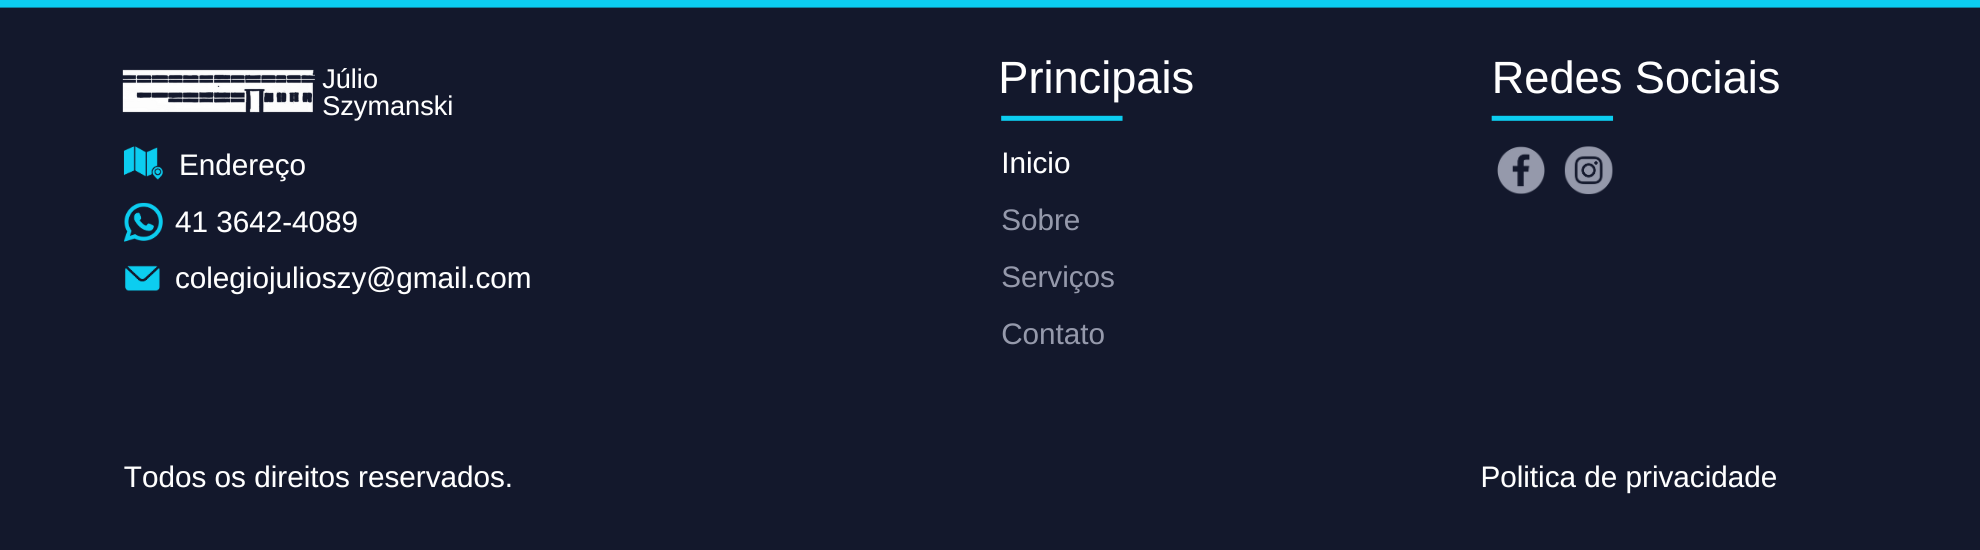 Júlio
Szymanski
Endereço
41 3642-4089
colegiojulioszy@gmail.com
Principais
Inicio
Sobre
Serviços
Contato
Redes Sociais
Todos os direitos reservados.
Politica de privacidade